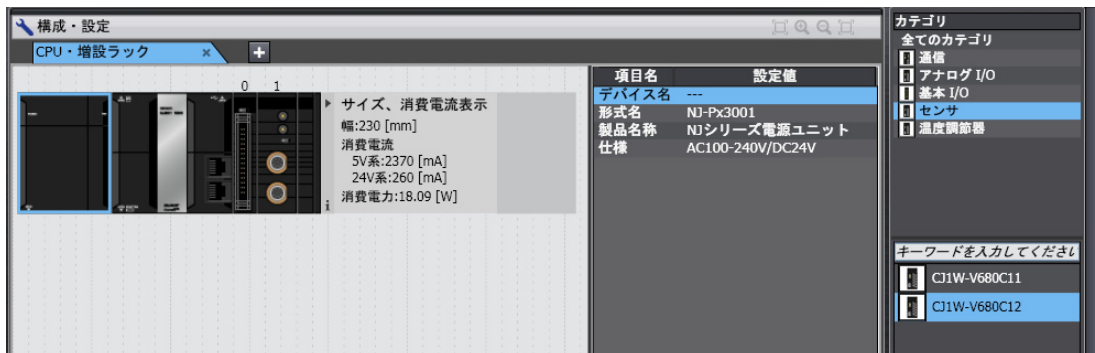 構成・設定
CPU・増設ラック × +
0 1
サイズ、消費電流表示
幅:230 [mm]
消費電流
5V系:2370 [mA]
24V系:260 [mA]
消費電力:18.09 [W]
項目名 設定値
デバイス名 ---
形式名 NJ-Px3001
製品名称 NJシリーズ電源ユニット
仕様 AC100-240V/DC24V
カテゴリ
全てのカテゴリ
通信
アナログ I/O
基本 I/O
センサ
温度調節器
キーワードを入力してください
CJ1W-V680C11
CJ1W-V680C12